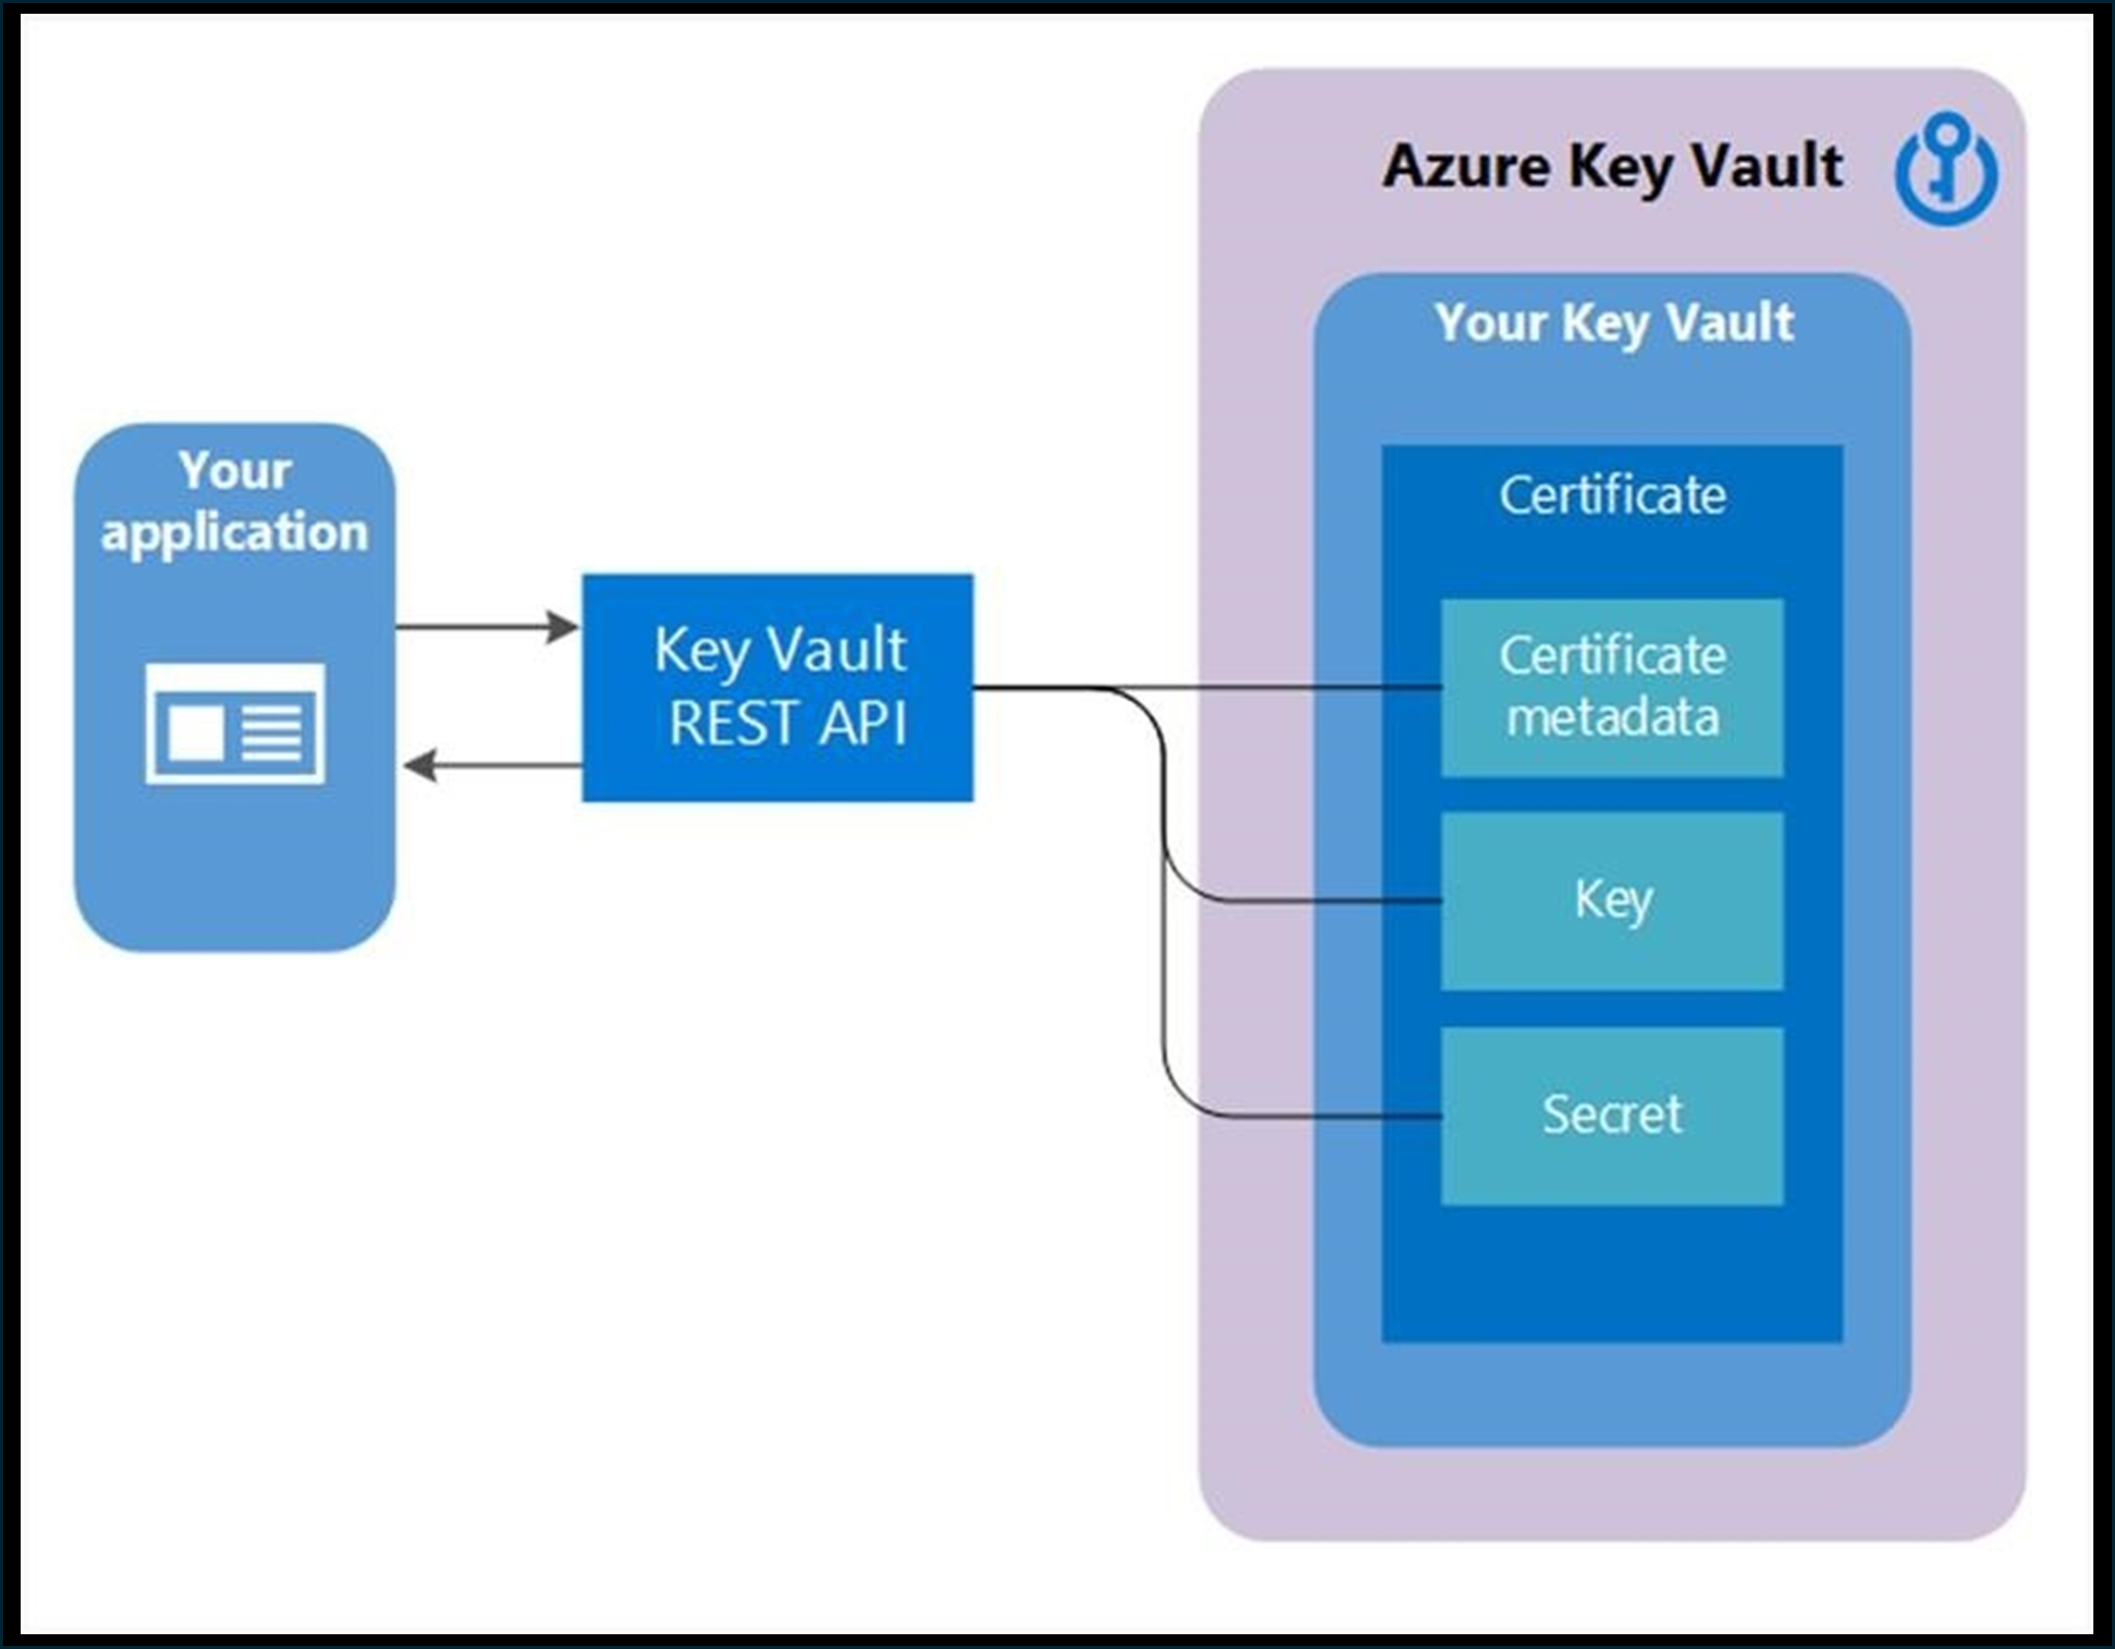 Azure Key Vault
Your Key Vault
Certificate
Certificate
metadata
Key
Secret
Your
application
Key Vault
REST API